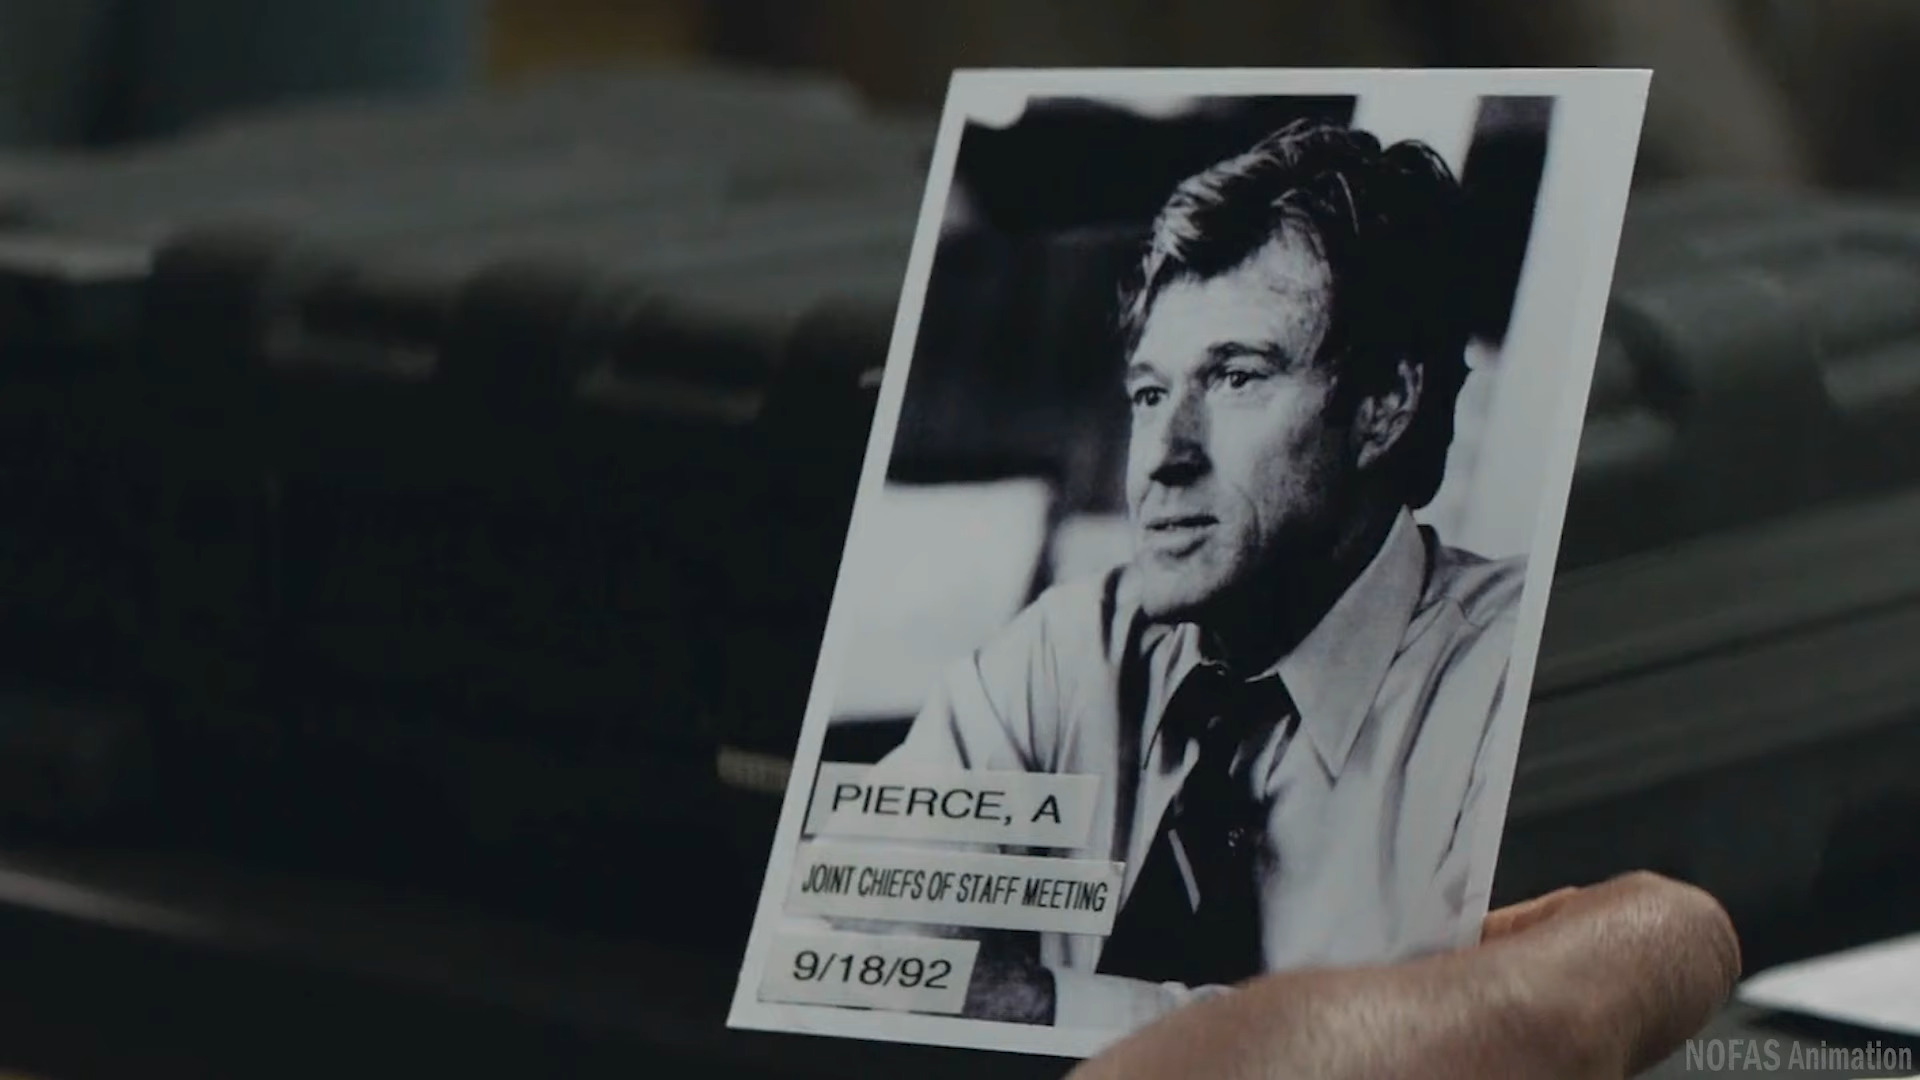 PIERCE, A
JOINT CHIEFS OF STAFF MEETING
9/18/92
NOFAS Animation